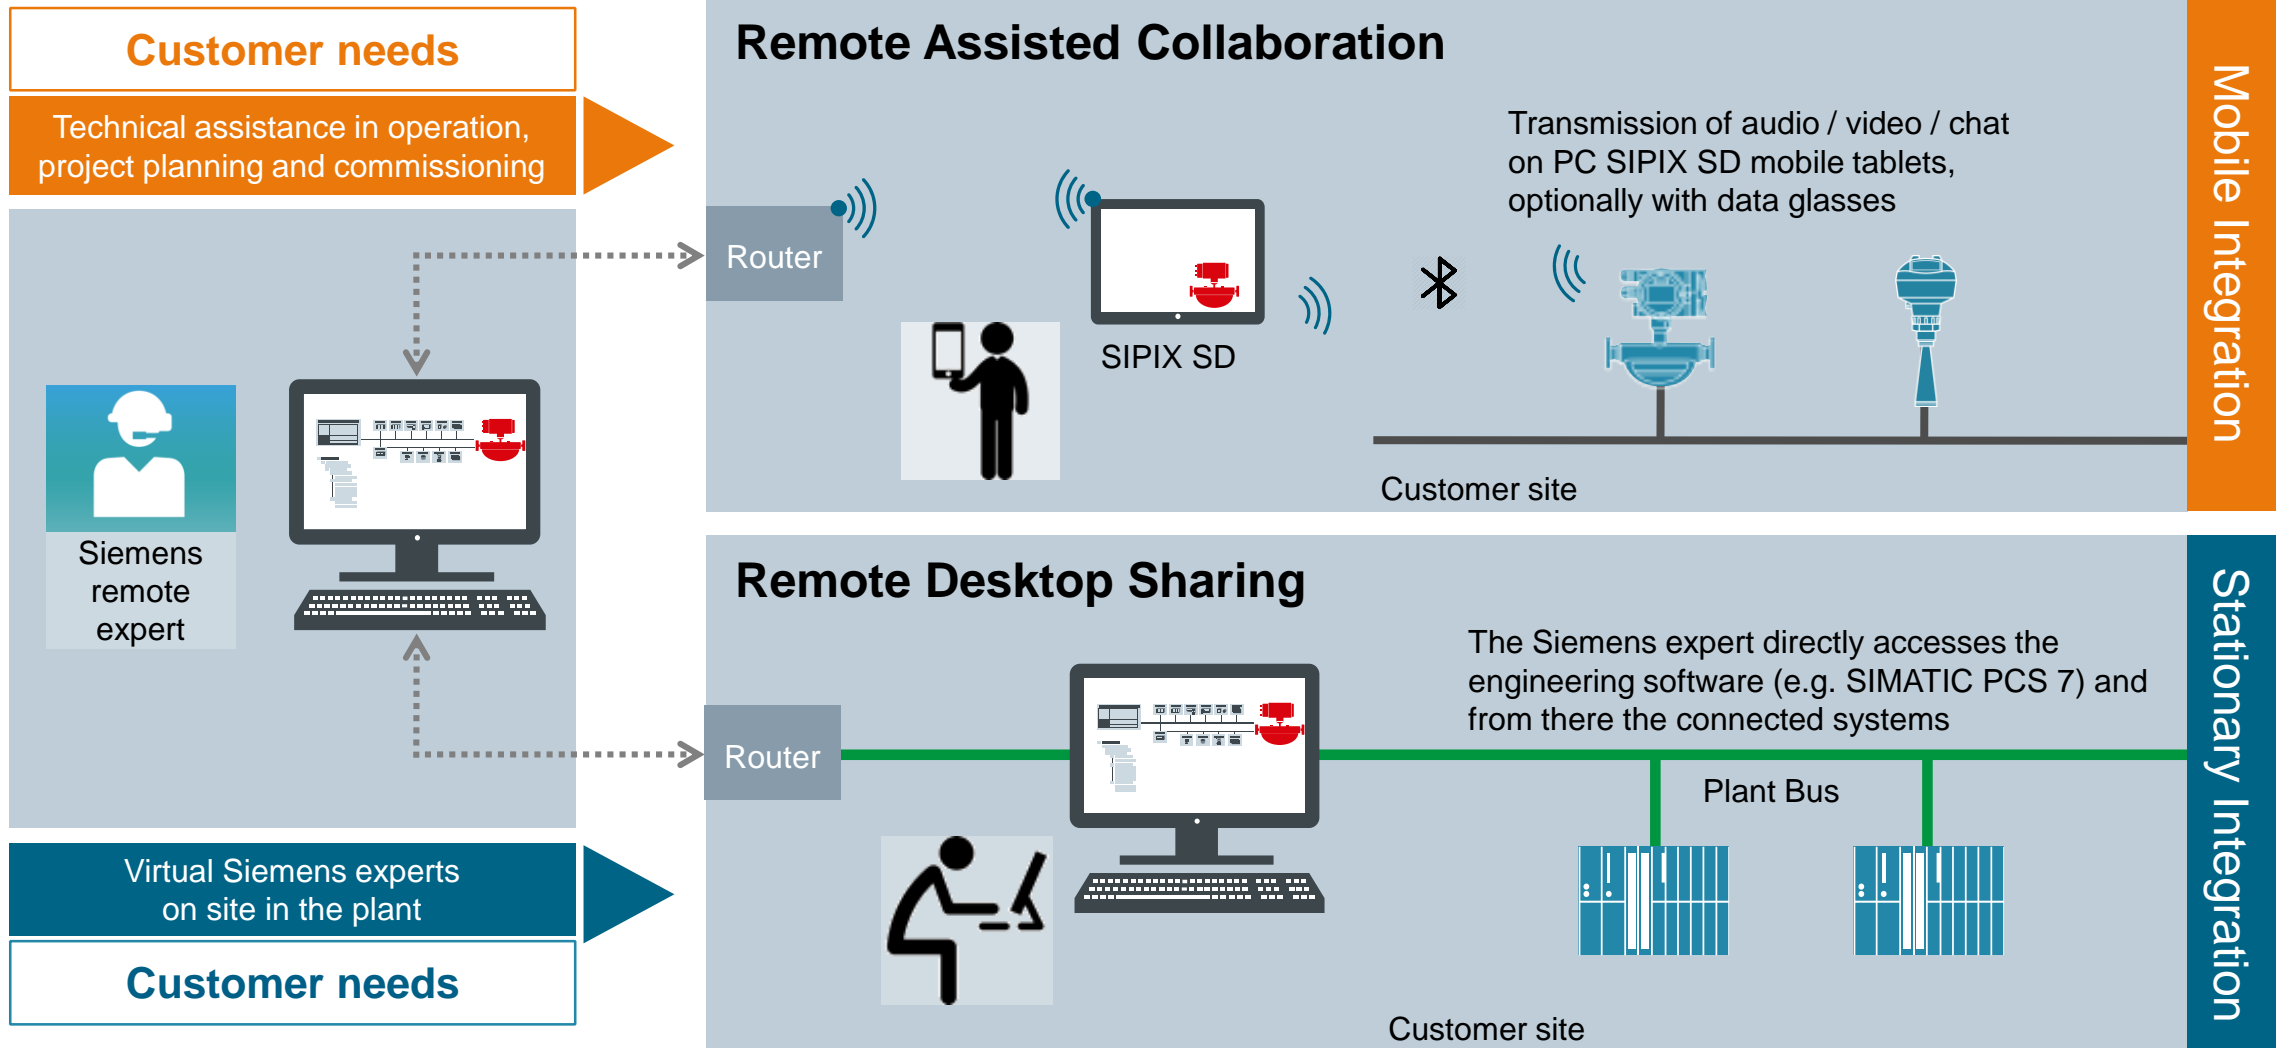 Customer needs
Technical assistance in operation,
project planning and commissioning
Siemens
remote
expert
Virtual Siemens experts
on site in the plant
Customer needs
Remote Assisted Collaboration
Transmission of audio / video / chat
on PC SIPIX SD mobile tablets,
optionally with data glasses
Router
SIPIX SD
Customer site
Mobile Integration
Remote Desktop Sharing
The Siemens expert directly accesses the
engineering software (e.g. SIMATIC PCS 7) and
from there the connected systems
Router
Plant Bus
Customer site
Stationary Integration